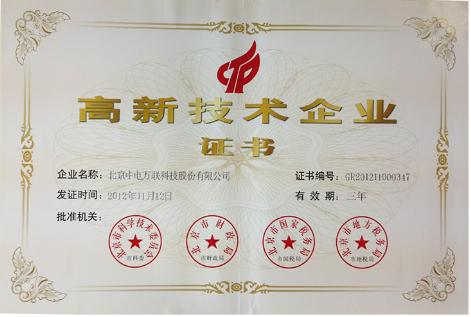 高新技术企业
证书
企业名称：北京中电万联科技股份有限公司 证书编号：GR201211000347
发证时间：2012年11月12日 有效期：三年
批准机关：
北京市科学技术委员会 北京市财政局 北京市国家税务局 北京市地方税务局
市科委 市财政局 市国税局 市地税局